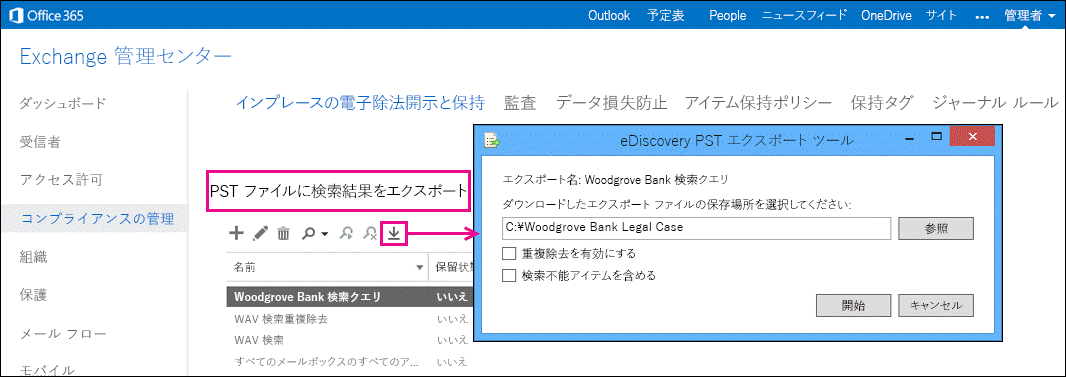 Office 365
Outlook 予定表 People ニュースフィード OneDrive サイト ••• 管理者
Exchange 管理センター
ダッシュボード
受信者
アクセス許可
コンプライアンスの管理
組織
保護
メール フロー
モバイル
インプレースの電子除法開示と保持 監査 データ損失防止 アイテム保持ポリシー 保持タグ ジャーナル ルール
PST ファイルに検索結果をエクスポート
名前 保留状態
Woodgrove Bank 検索クエリ いいえ
WAV 検索重複除去 いいえ
WAV 検索 いいえ
すべてのメールボックスのすべてのア... いいえ
eDiscovery PST エクスポート ツール
エクスポート名: Woodgrove Bank 検索クエリ
ダウンロードしたエクスポート ファイルの保存場所を選択してください:
C:¥Woodgrove Bank Legal Case 参照
重複除去を有効にする
検索不能アイテムを含める
開始 キャンセル